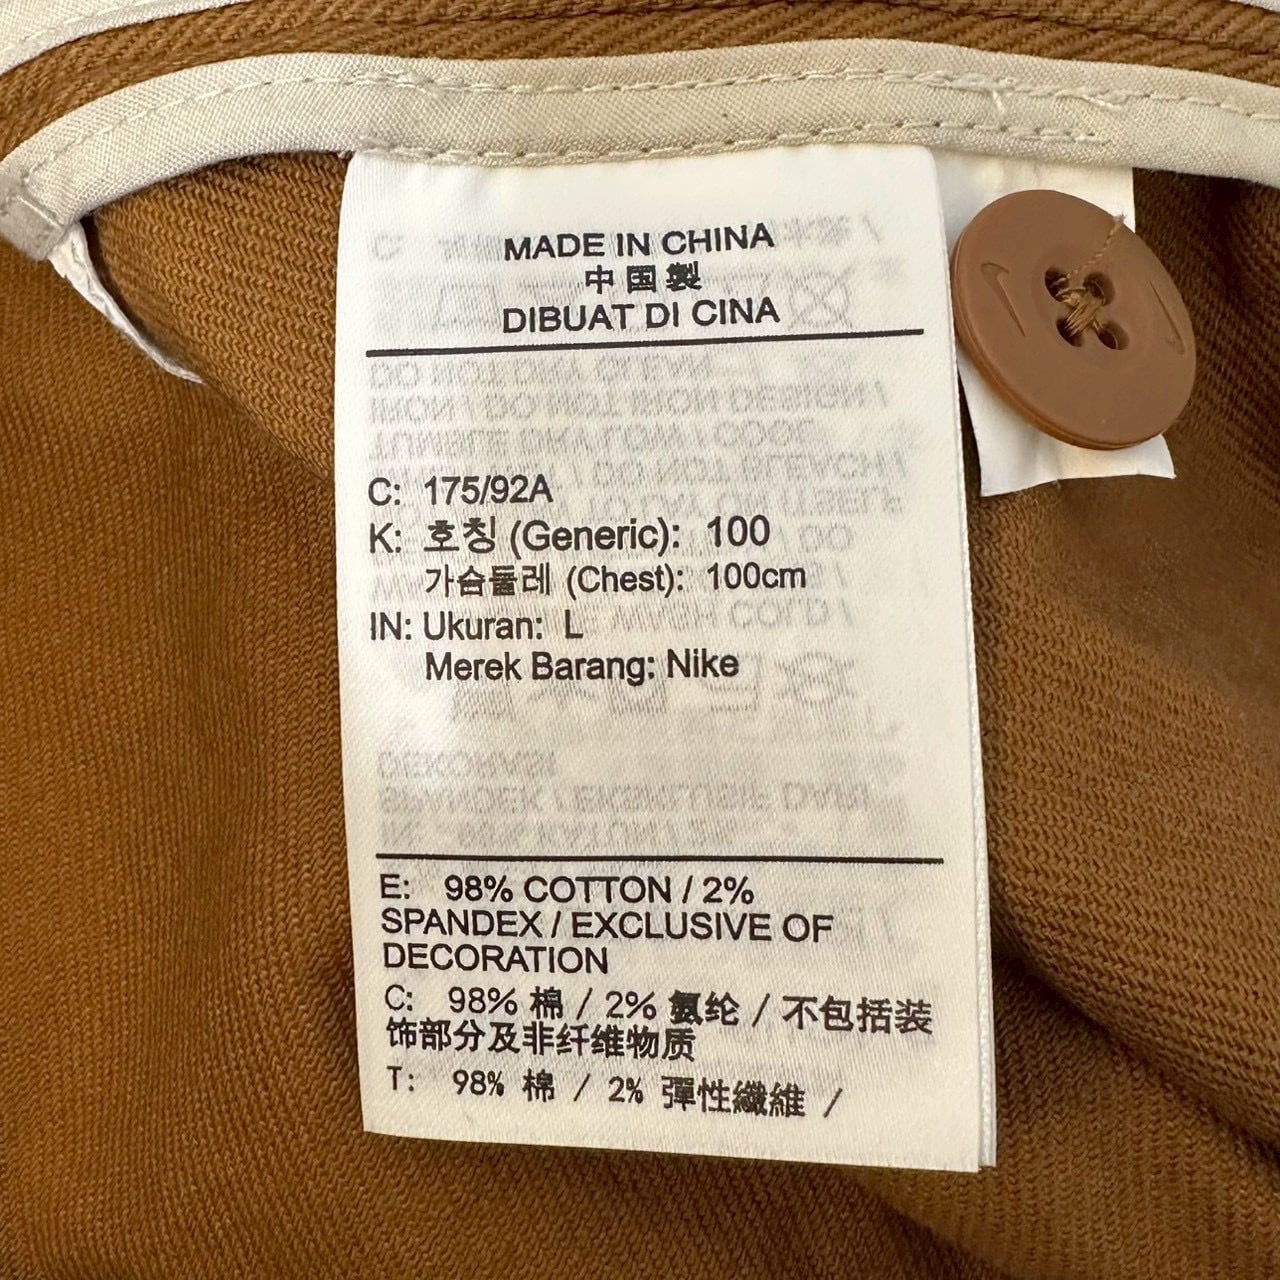 MADE IN CHINA
中国製
DIBUAT DI CINA
C: 175/92A
K: 호칭 (Generic): 100
가슴둘레 (Chest): 100cm
IN: Ukuran: L
Merek Barang: Nike
E: 98% COTTON / 2%
SPANDEX / EXCLUSIVE OF
DECORATION
C: 98% 棉 / 2% 氨纶 / 不包括装
饰部分及非纤维物质
T: 98% 棉 / 2% 彈性纖維 /